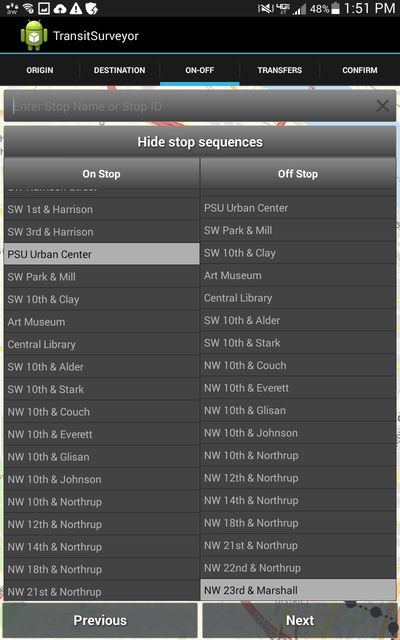 48% 1:51 PM
TransitSurveyor
ORIGIN DESTINATION ON-OFF TRANSFERS CONFIRM
Enter Stop Name or Stop ID
Hide stop sequences
On Stop
SW Harrison Street
SW 1st & Harrison
SW 3rd & Harrison
PSU Urban Center
SW Park & Mill
SW 10th & Clay
Art Museum
Central Library
SW 10th & Alder
SW 10th & Stark
NW 10th & Couch
NW 10th & Everett
NW 10th & Glisan
NW 10th & Johnson
NW 10th & Northrup
NW 12th & Northrup
NW 14th & Northrup
NW 18th & Northrup
NW 21st & Northrup
Off Stop
PSU Urban Center
SW Park & Mill
SW 10th & Clay
Art Museum
Central Library
SW 10th & Alder
SW 10th & Stark
NW 10th & Couch
NW 10th & Everett
NW 10th & Glisan
NW 10th & Johnson
NW 10th & Northrup
NW 12th & Northrup
NW 14th & Northrup
NW 18th & Northrup
NW 21st & Northrup
NW 22nd & Northrup
NW 23rd & Marshall
Previous Next